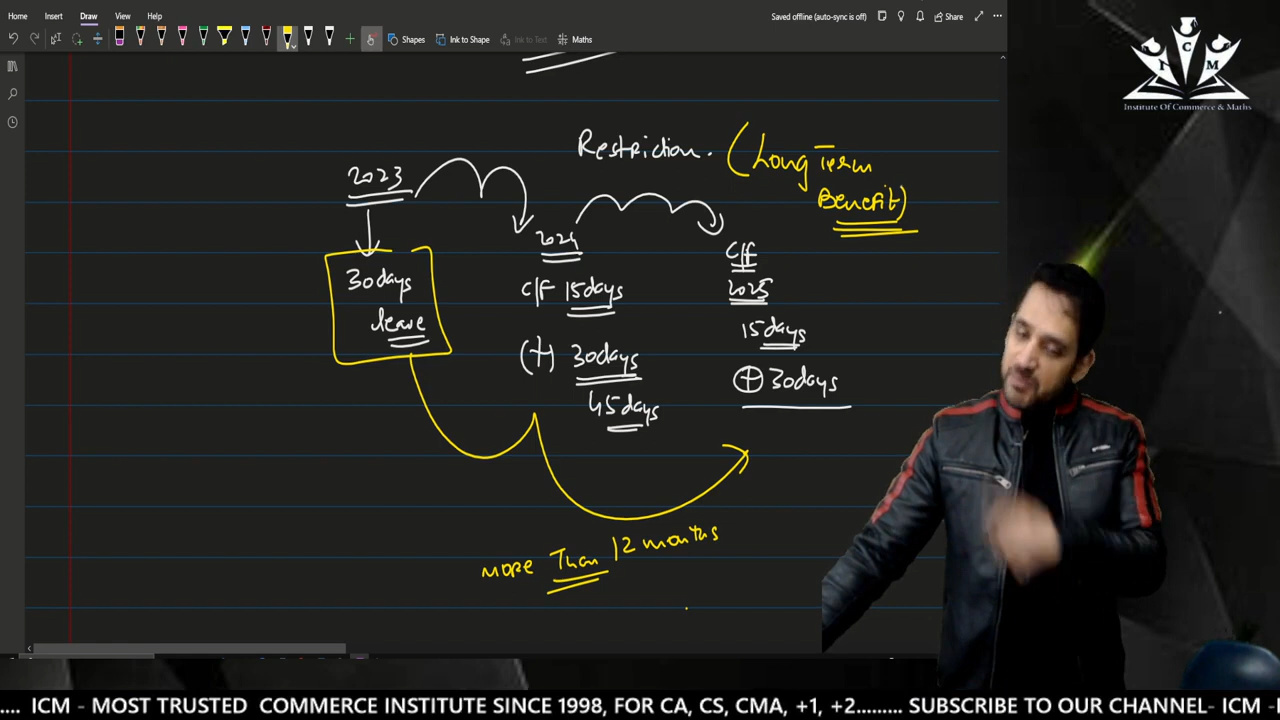 Home Insert Draw View Help
Saved offline (auto-sync is off)
Share
Shapes
Ink to Shape
Ink to Text
Maths
I C M
Institute Of Commerce & Maths
Restriction. (Long Term
Benefit)
2023
30days
leave
2024
C/F 15days
(+) 30days
45days
C/F
2025
15days
+ 30days
more Than 12 months
..... ICM - MOST TRUSTED COMMERCE INSTITUTE SINCE 1998, FOR CA, CS, CMA, +1, +2......... SUBSCRIBE TO OUR CHANNEL- ICM -